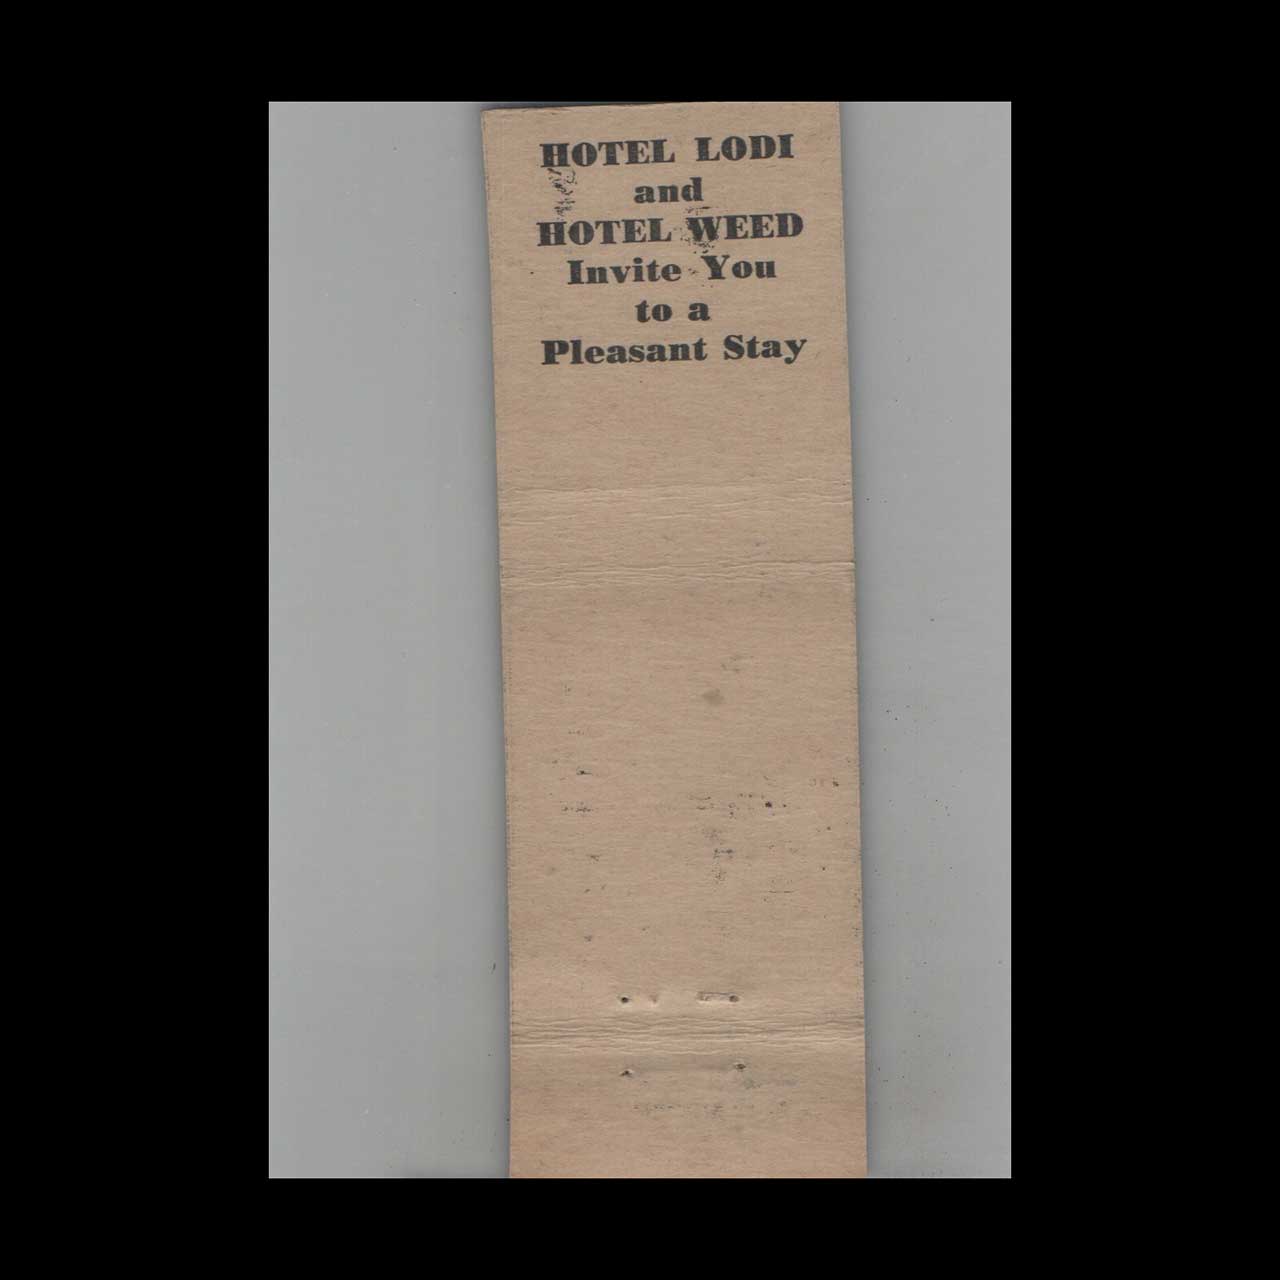 HOTEL LODI
and
HOTEL WEED
Invite You
to a
Pleasant Stay